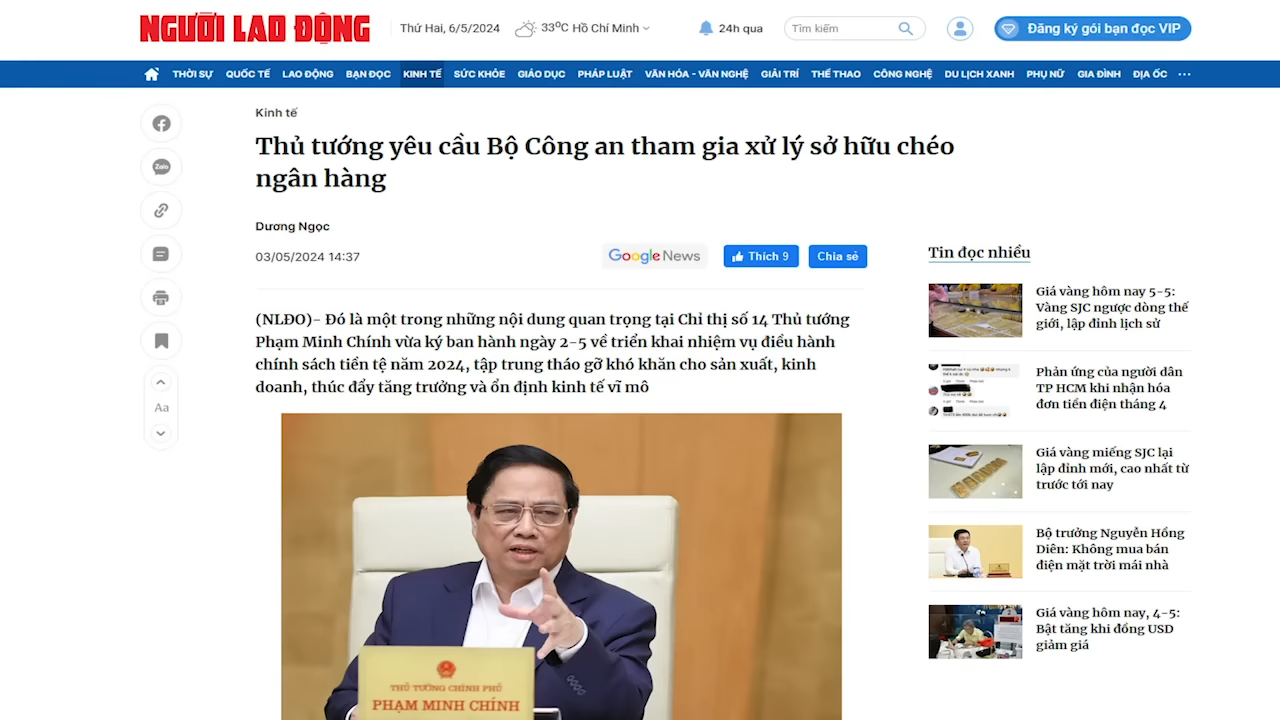 NGƯỜI LAO ĐỘNG
Thứ Hai, 6/5/2024
33°C Hồ Chí Minh
24h qua
Tìm kiếm
Đăng ký gói bạn đọc VIP
THỜI SỰ QUỐC TẾ LAO ĐỘNG BẠN ĐỌC KINH TẾ SỨC KHỎE GIÁO DỤC PHÁP LUẬT VĂN HÓA - VĂN NGHỆ GIẢI TRÍ THỂ THAO CÔNG NGHỆ DU LỊCH XANH PHỤ NỮ GIA ĐÌNH ĐỊA ỐC ...
Zalo
Aa
Kinh tế
Thủ tướng yêu cầu Bộ Công an tham gia xử lý sở hữu chéo
ngân hàng
Dương Ngọc
03/05/2024 14:37
Google News
Thích 9
Chia sẻ
(NLĐO)- Đó là một trong những nội dung quan trọng tại Chỉ thị số 14 Thủ tướng
Phạm Minh Chính vừa ký ban hành ngày 2-5 về triển khai nhiệm vụ điều hành
chính sách tiền tệ năm 2024, tập trung tháo gỡ khó khăn cho sản xuất, kinh
doanh, thúc đẩy tăng trưởng và ổn định kinh tế vĩ mô
THỦ TƯỚNG CHÍNH PHỦ
PHẠM MINH CHÍNH
Tin đọc nhiều
Giá vàng hôm nay 5-5:
Vàng SJC ngược dòng thế
giới, lập đỉnh lịch sử
Phản ứng của người dân
TP HCM khi nhận hóa
đơn tiền điện tháng 4
Giá vàng miếng SJC lại
lập đỉnh mới, cao nhất từ
trước tới nay
Bộ trưởng Nguyễn Hồng
Diên: Không mua bán
điện mặt trời mái nhà
Giá vàng hôm nay, 4-5:
Bật tăng khi đồng USD
giảm giá